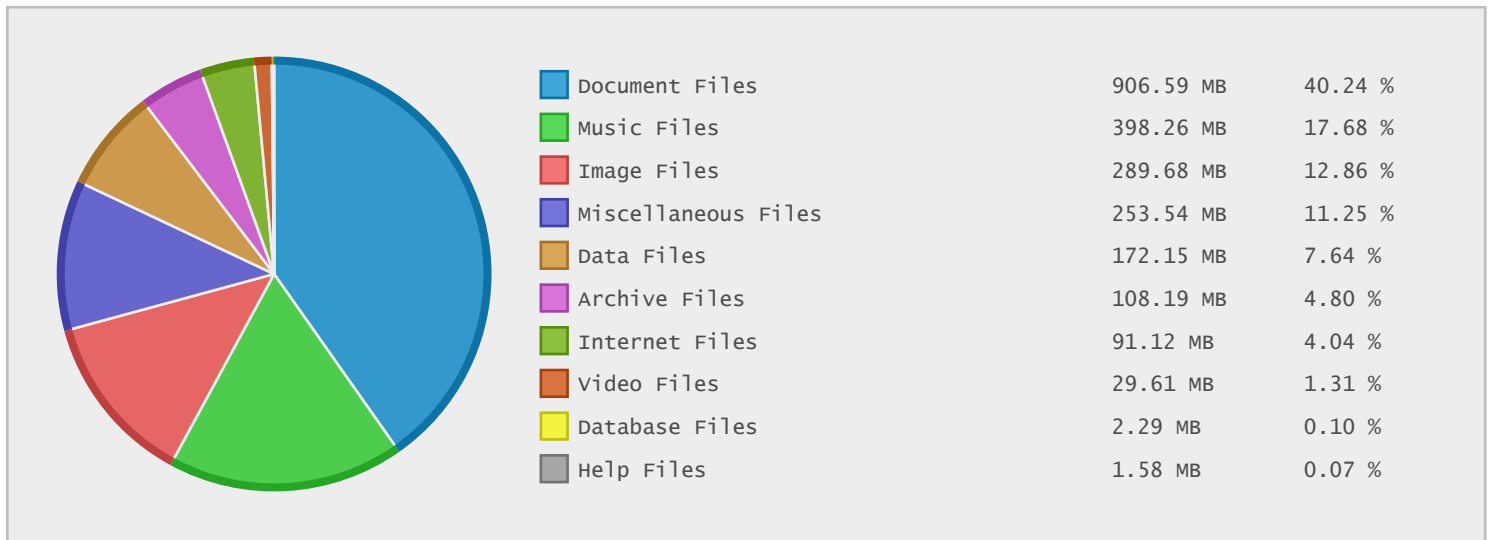 Document Files 906.59 MB 40.24 %
Music Files 398.26 MB 17.68 %
Image Files 289.68 MB 12.86 %
Miscellaneous Files 253.54 MB 11.25 %
Data Files 172.15 MB 7.64 %
Archive Files 108.19 MB 4.80 %
Internet Files 91.12 MB 4.04 %
Video Files 29.61 MB 1.31 %
Database Files 2.29 MB 0.10 %
Help Files 1.58 MB 0.07 %